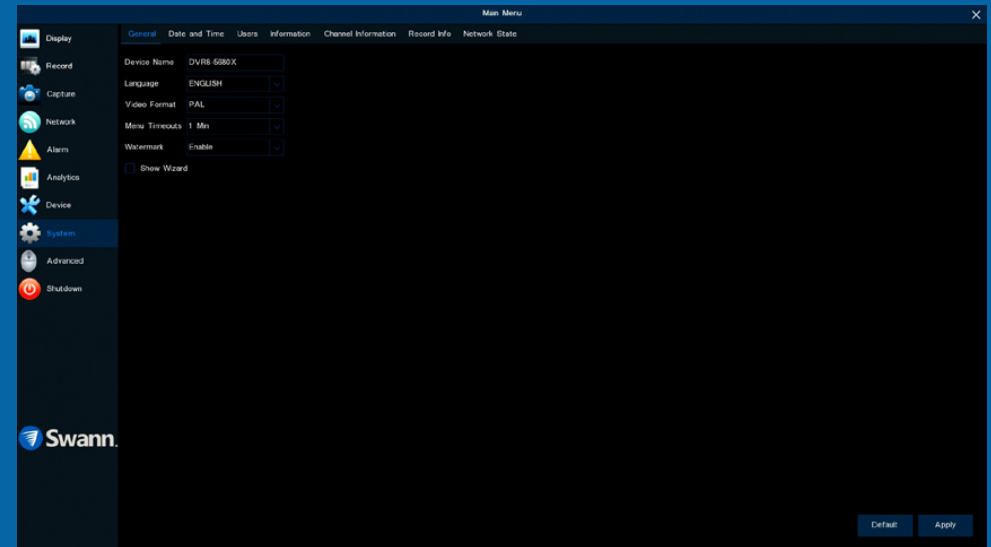 Main Menu
Display
Record
Capture
Network
Alarm
Analytics
Device
System
Advanced
Shutdown
Swann
General Date and Time Users Information Channel Information Record Info Network State
Device Name DVR8-5680X
Language ENGLISH
Video Format PAL
Menu Timeouts 1 Min
Watermark Enable
Show Wizard
Default Apply